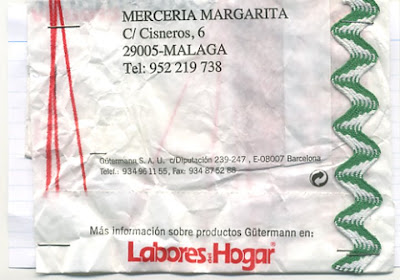 MERCERIA MARGARITA
C/ Cisneros, 6
29005-MALAGA
Tel: 952 219 738
Gütermann S. A. U., c/Diputación 239-247 , E-08007 Barcelona
Telef.: 934 96 11 55, Fax: 934 87 52 88
Más información sobre productos Gütermann en:
Labores del Hogar